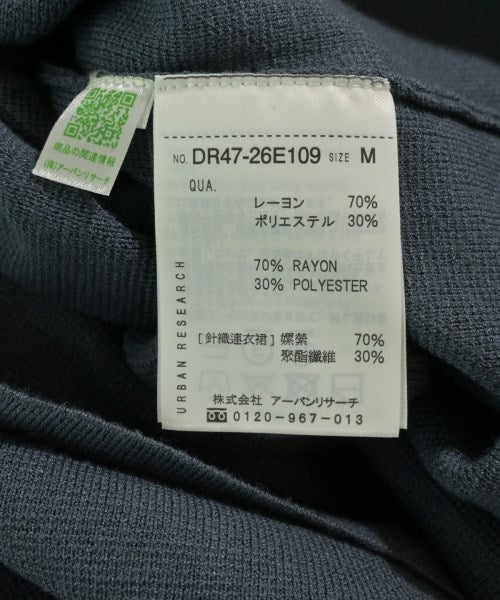 商品の関連情報
(株)アーバンリサーチ
NO. DR47-26E109 SIZE M
QUA.
レーヨン 70%
ポリエステル 30%
70% RAYON
30% POLYESTER
[針織連衣裙] 嫘縈 70%
聚酯纖維 30%
URBAN RESEARCH
株式会社 アーバンリサーチ
0120-967-013